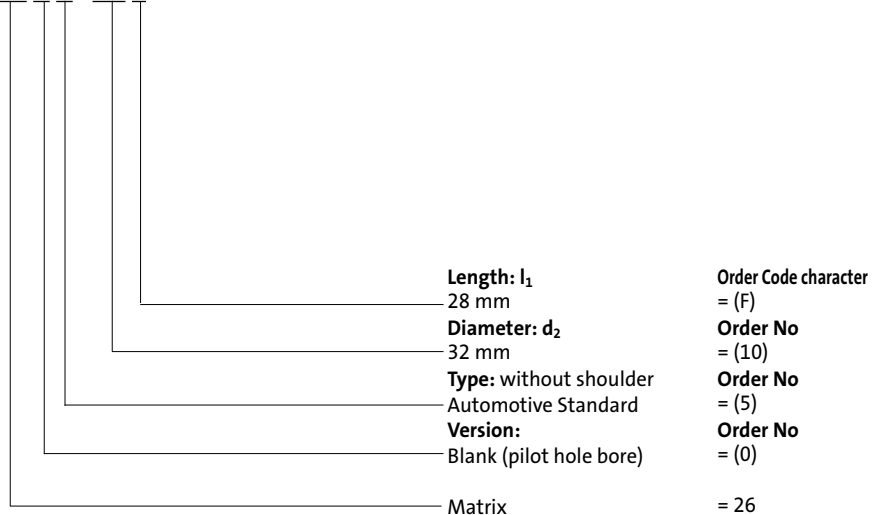 Length: l₁ Order Code character
28 mm = (F)
Diameter: d₂ Order No
32 mm = (10)
Type: without shoulder Order No
Automotive Standard = (5)
Version: Order No
Blank (pilot hole bore) = (0)
Matrix = 26